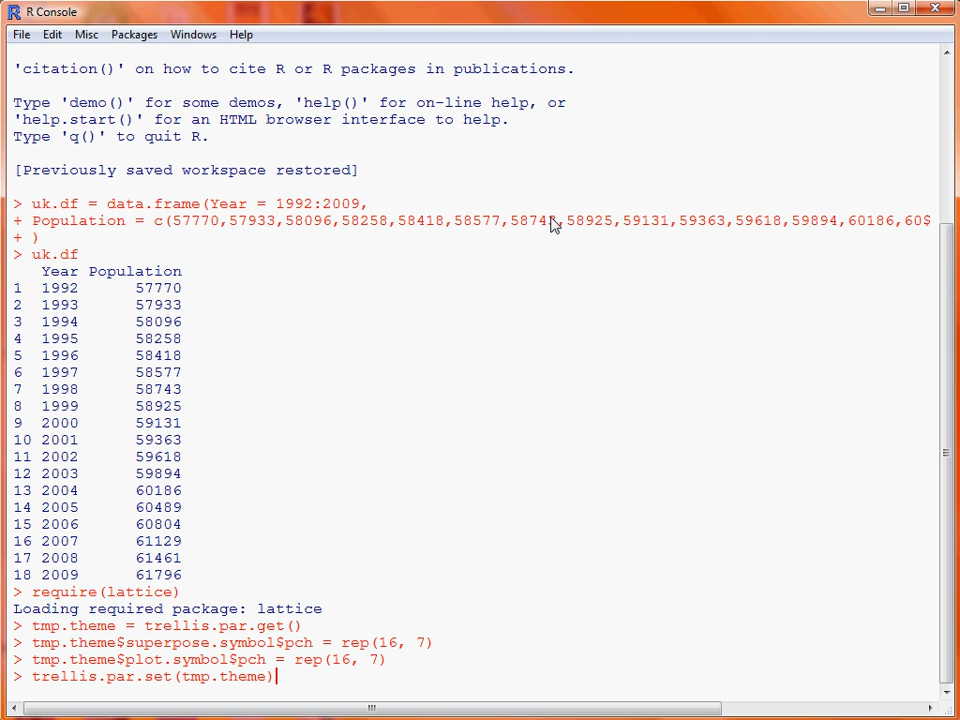 R Console
File Edit Misc Packages Windows Help
'citation()' on how to cite R or R packages in publications.
Type 'demo()' for some demos, 'help()' for on-line help, or
'help.start()' for an HTML browser interface to help.
Type 'q()' to quit R.
[Previously saved workspace restored]
> uk.df = data.frame(Year = 1992:2009,
+ Population = c(57770,57933,58096,58258,58418,58577,58743,58925,59131,59363,59618,59894,60186,60$
+ )
> uk.df
Year Population
1 1992 57770
2 1993 57933
3 1994 58096
4 1995 58258
5 1996 58418
6 1997 58577
7 1998 58743
8 1999 58925
9 2000 59131
10 2001 59363
11 2002 59618
12 2003 59894
13 2004 60186
14 2005 60489
15 2006 60804
16 2007 61129
17 2008 61461
18 2009 61796
> require(lattice)
Loading required package: lattice
> tmp.theme = trellis.par.get()
> tmp.theme$superpose.symbol$pch = rep(16, 7)
> tmp.theme$plot.symbol$pch = rep(16, 7)
> trellis.par.set(tmp.theme)